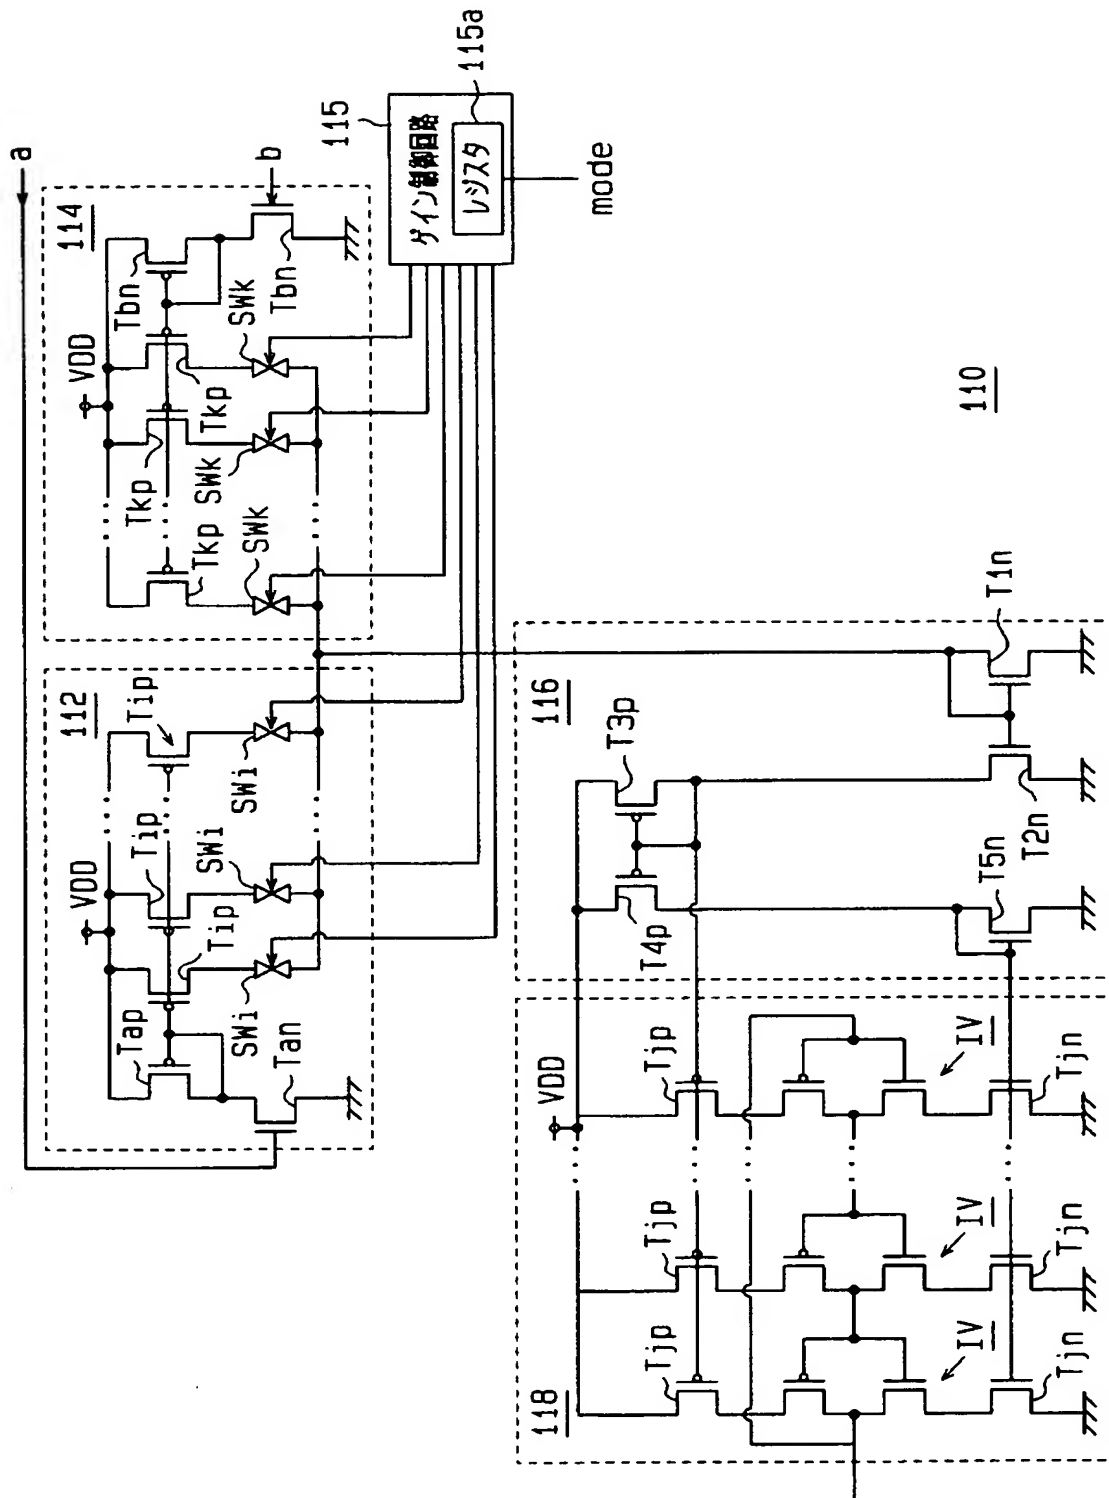 a
114
VDD
Tbn
b
Tbn
Tkp
Tkp
Tkp
SWk
SWk
SWk
115
115a
ゲイン制御回路
レジスタ
mode
112
VDD
Tip
Tip
Tip
Tap
Tan
SWi
SWi
SWi
110
116
T3p
T4p
T1n
T2n
T5n
118
VDD
Tjp
Tjp
Tjp
IV
IV
IV
Tjn
Tjn
Tjn